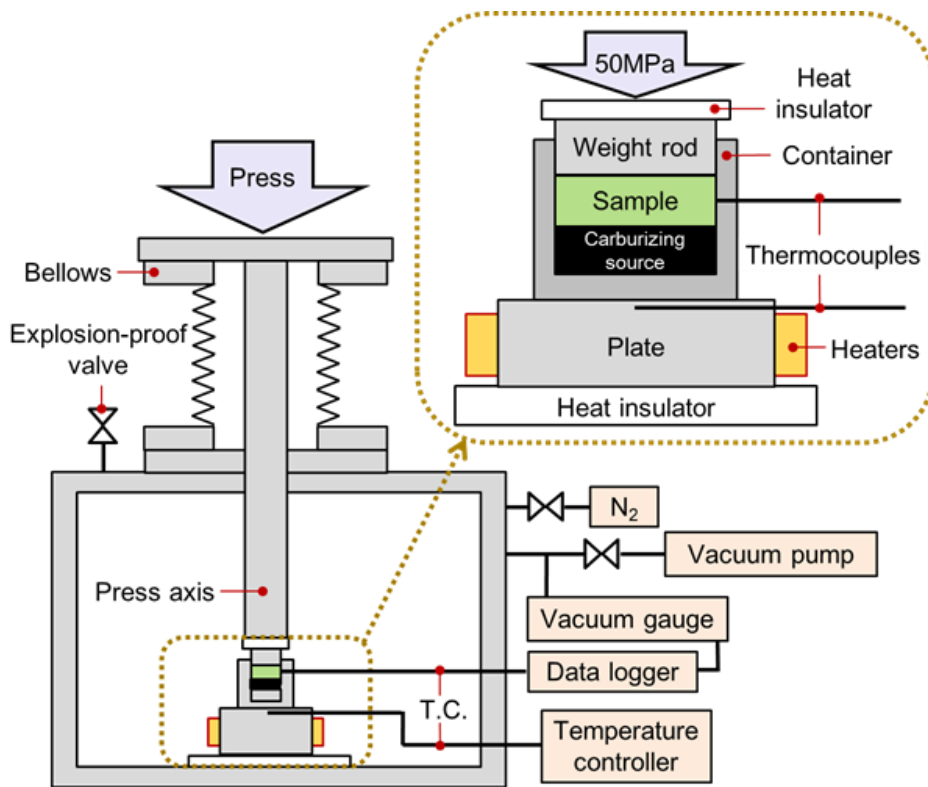 50MPa
Heat
insulator
Weight rod
Container
Sample
Carburizing
source
Thermocouples
Plate
Heaters
Heat insulator
Press
Bellows
Explosion-proof
valve
N₂
Vacuum pump
Press axis
Vacuum gauge
Data logger
T.C.
Temperature
controller